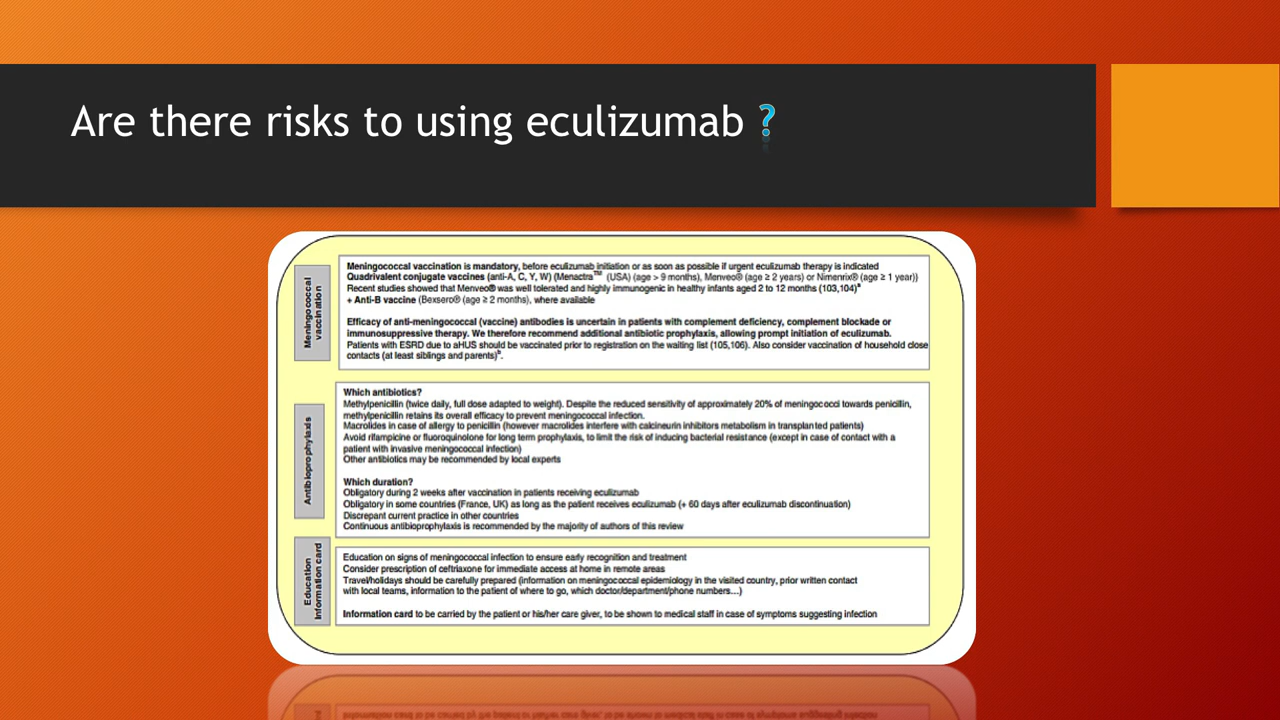 Are there risks to using eculizumab ?
Meningococcal
vaccination
Meningococcal vaccination is mandatory, before eculizumab initiation or as soon as possible if urgent eculizumab therapy is indicated
Quadrivalent conjugate vaccines (anti-A, C, Y, W) (Menactra™ (USA) (age > 9 months), Menveo® (age ≥ 2 years) or Nimenrix® (age ≥ 1 year))
Recent studies showed that Menveo® was well tolerated and highly immunogenic in healthy infants aged 2 to 12 months (103,104)ª
+ Anti-B vaccine (Bexsero® (age ≥ 2 months), where available
Efficacy of anti-meningococcal (vaccine) antibodies is uncertain in patients with complement deficiency, complement blockade or
immunosuppressive therapy. We therefore recommend additional antibiotic prophylaxis, allowing prompt initiation of eculizumab.
Patients with ESRD due to aHUS should be vaccinated prior to registration on the waiting list (105,106). Also consider vaccination of household close
contacts (at least siblings and parents)ᵇ.
Antibioprophylaxis
Which antibiotics?
Methylpenicillin (twice daily, full dose adapted to weight). Despite the reduced sensitivity of approximately 20% of meningococci towards penicillin,
methylpenicillin retains its overall efficacy to prevent meningococcal infection.
Macrolides in case of allergy to penicillin (however macrolides interfere with calcineurin inhibitors metabolism in transplanted patients)
Avoid rifampicine or fluoroquinolone for long term prophylaxis, to limit the risk of inducing bacterial resistance (except in case of contact with a
patient with invasive meningococcal infection)
Other antibiotics may be recommended by local experts
Which duration?
Obligatory during 2 weeks after vaccination in patients receiving eculizumab
Obligatory in some countries (France, UK) as long as the patient receives eculizumab (+ 60 days after eculizumab discontinuation)
Discrepant current practice in other countries
Continuous antibioprophylaxis is recommended by the majority of authors of this review
Education
Information card
Education on signs of meningococcal infection to ensure early recognition and treatment
Consider prescription of ceftriaxone for immediate access at home in remote areas
Travel/holidays should be carefully prepared (information on meningococcal epidemiology in the visited country, prior written contact
with local teams, information to the patient of where to go, which doctor/department/phone numbers…)
Information card to be carried by the patient or his/her care giver, to be shown to medical staff in case of symptoms suggesting infection